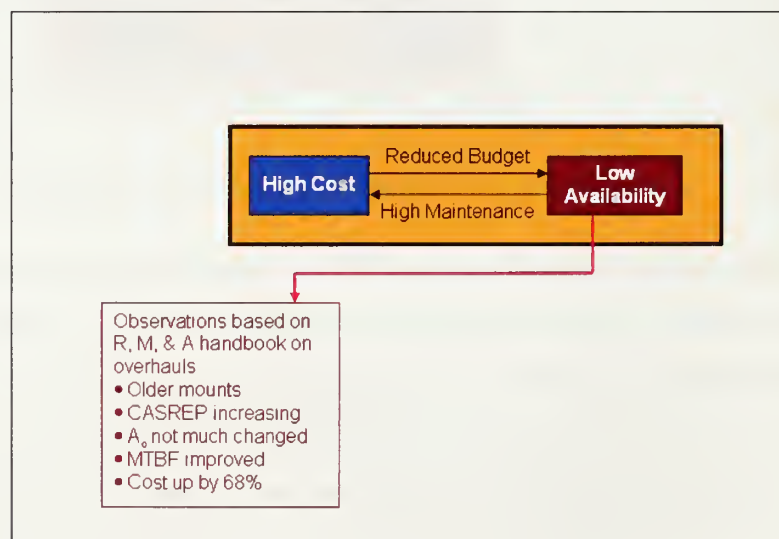 Reduced Budget
High Cost
Low
Availability
High Maintenance
Observations based on
R, M, & A handbook on
overhauls
• Older mounts
• CASREP increasing
• Aₒ not much changed
• MTBF improved
• Cost up by 68%